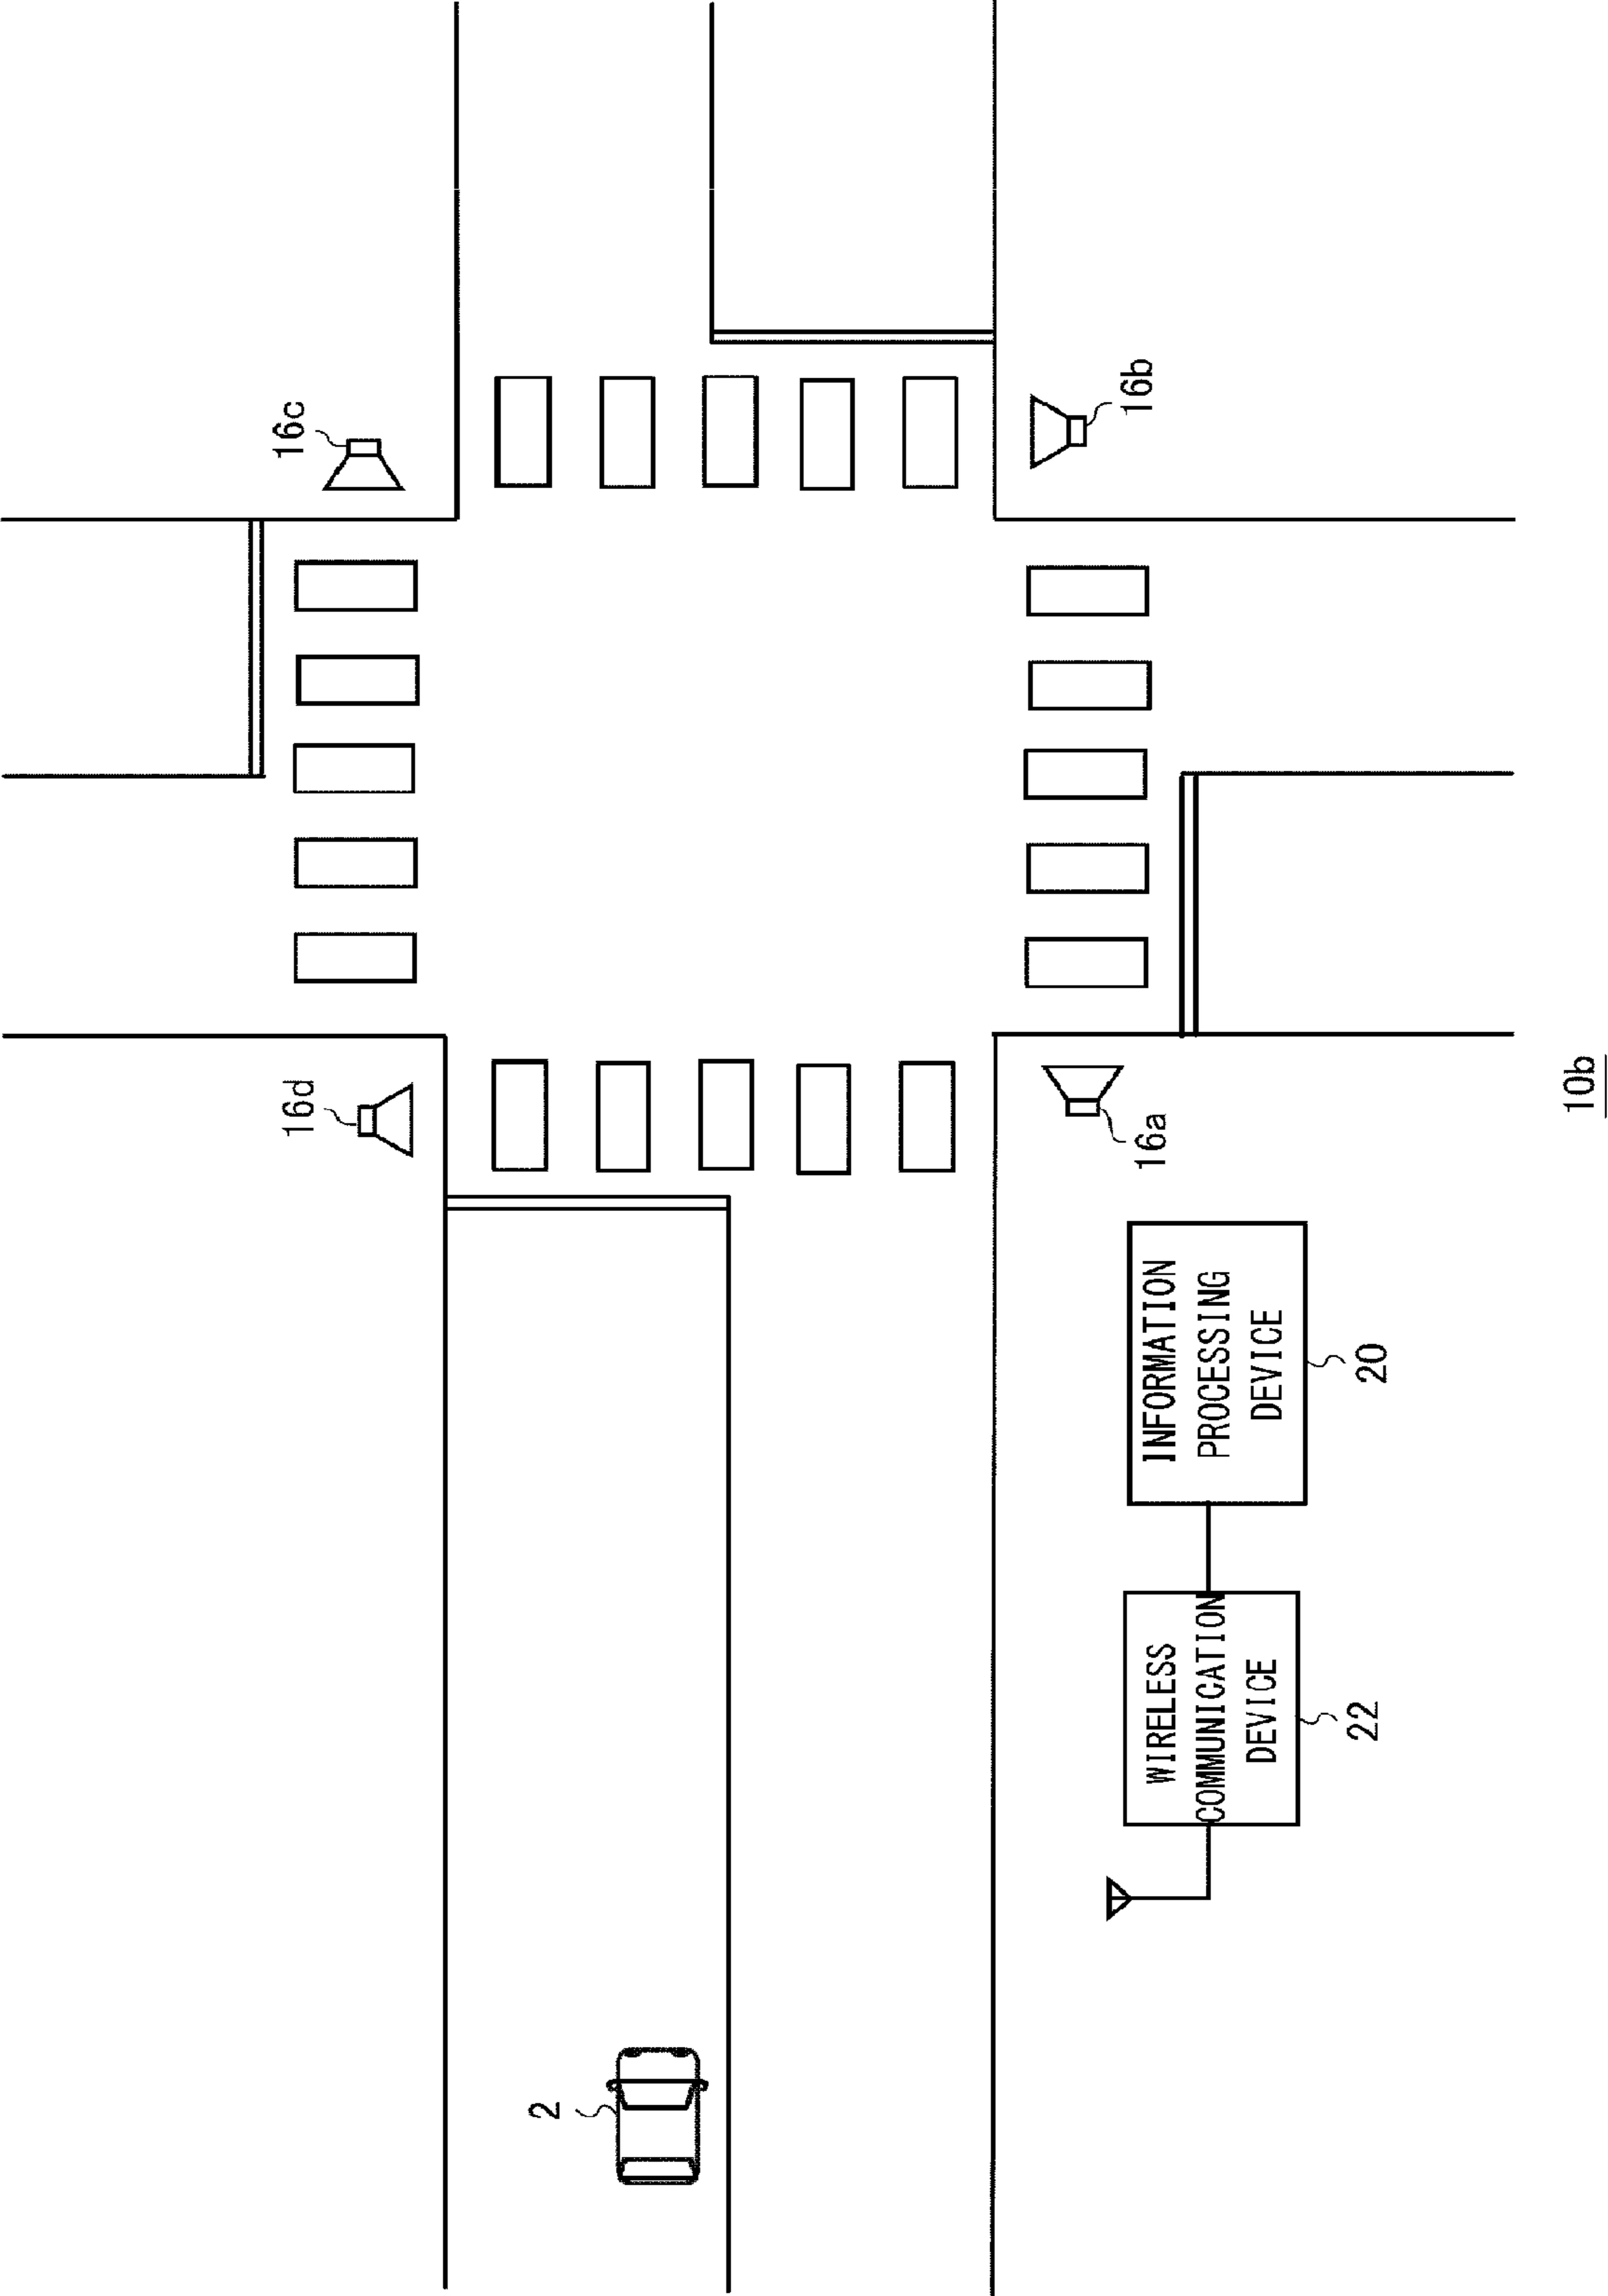 16d
16c
2
16a
16b
WIRELESS
COMMUNICATION
DEVICE
22
INFORMATION
PROCESSING
DEVICE
20
10b